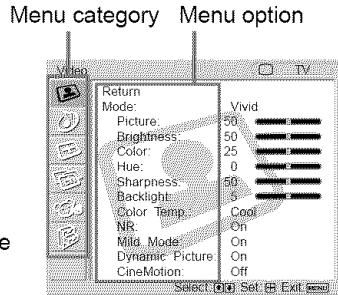 Menu category Menu option
Video TV
Return
Mode: Vivid
Picture: 50
Brightness: 50
Color: 25
Hue: 0
Sharpness: 50
Backlight: 5
Color Temp.: Cool
NR: On
Mild Mode: On
Dynamic Picture: On
CineMotion: Off
e
Select: Set: Exit: MENU